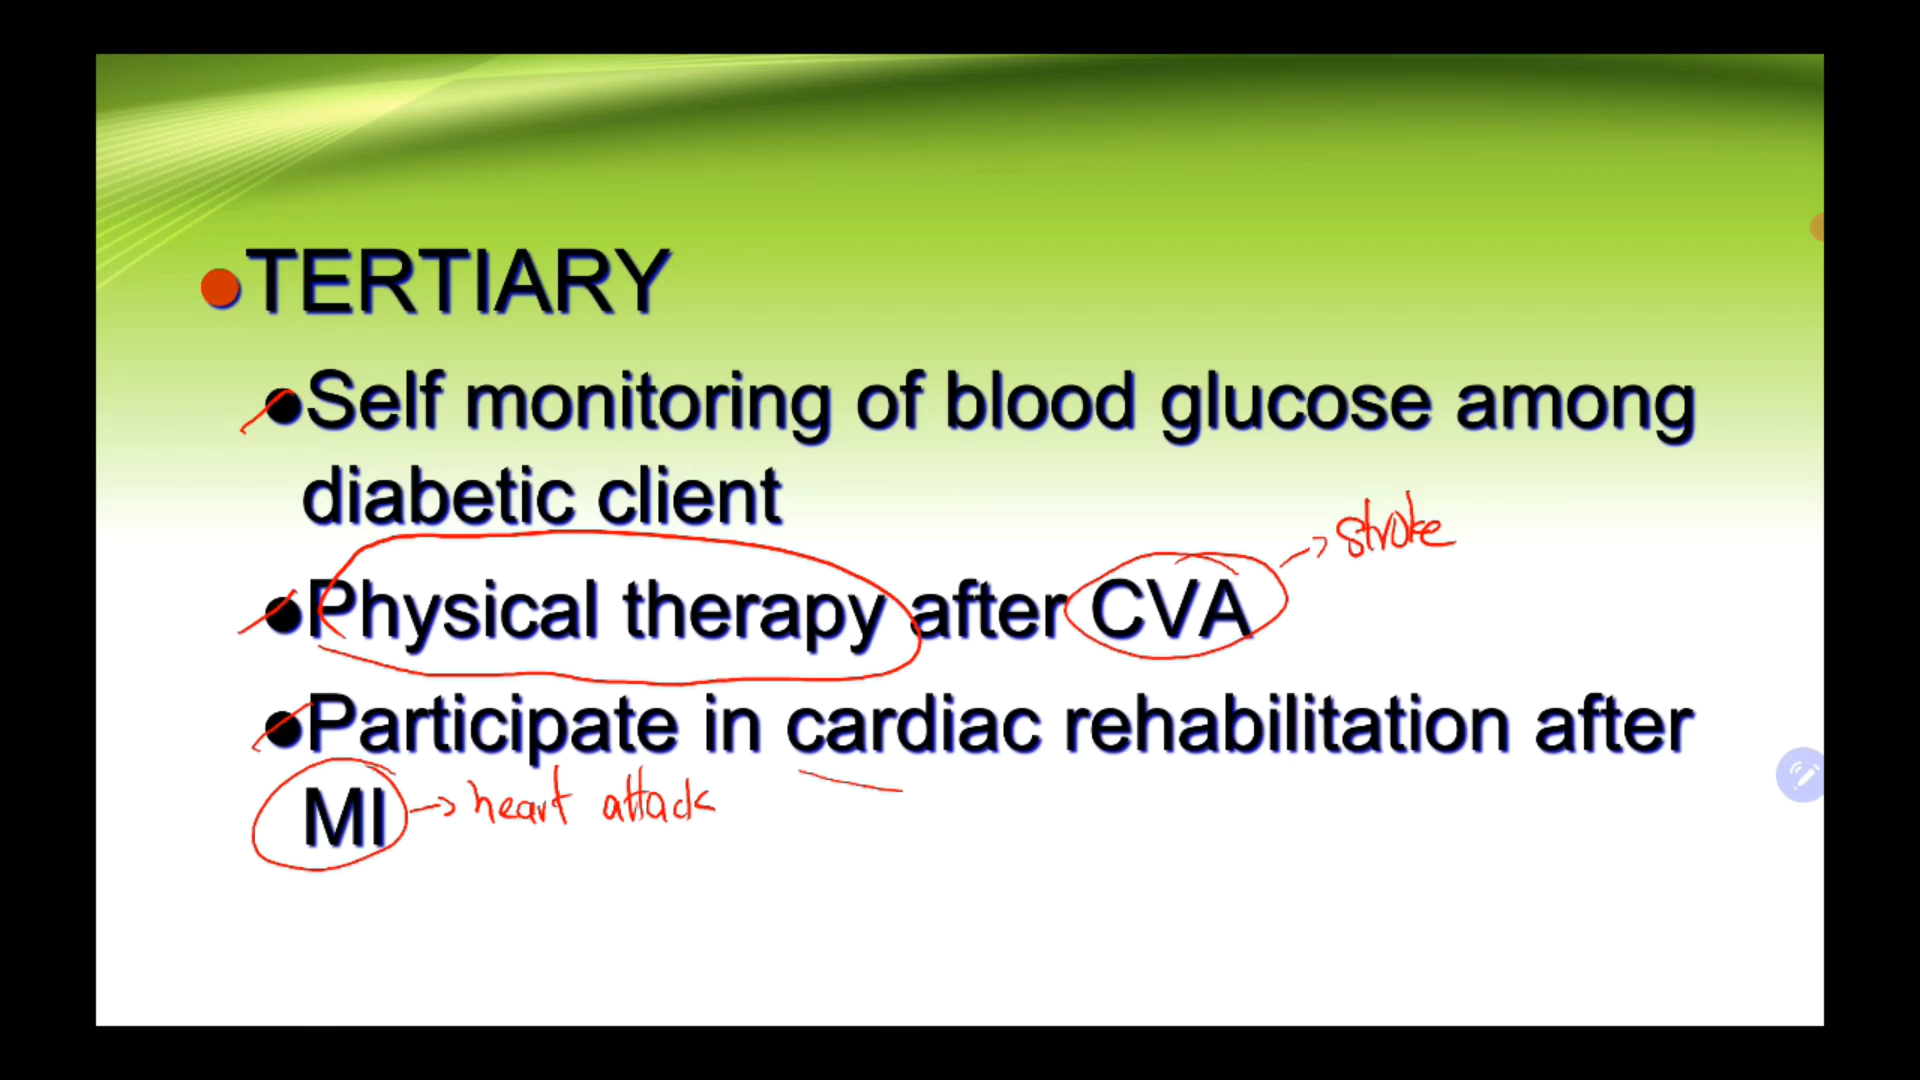 TERTIARY
Self monitoring of blood glucose among
diabetic client
stroke
Physical therapy after CVA
Participate in cardiac rehabilitation after
MI heart attack